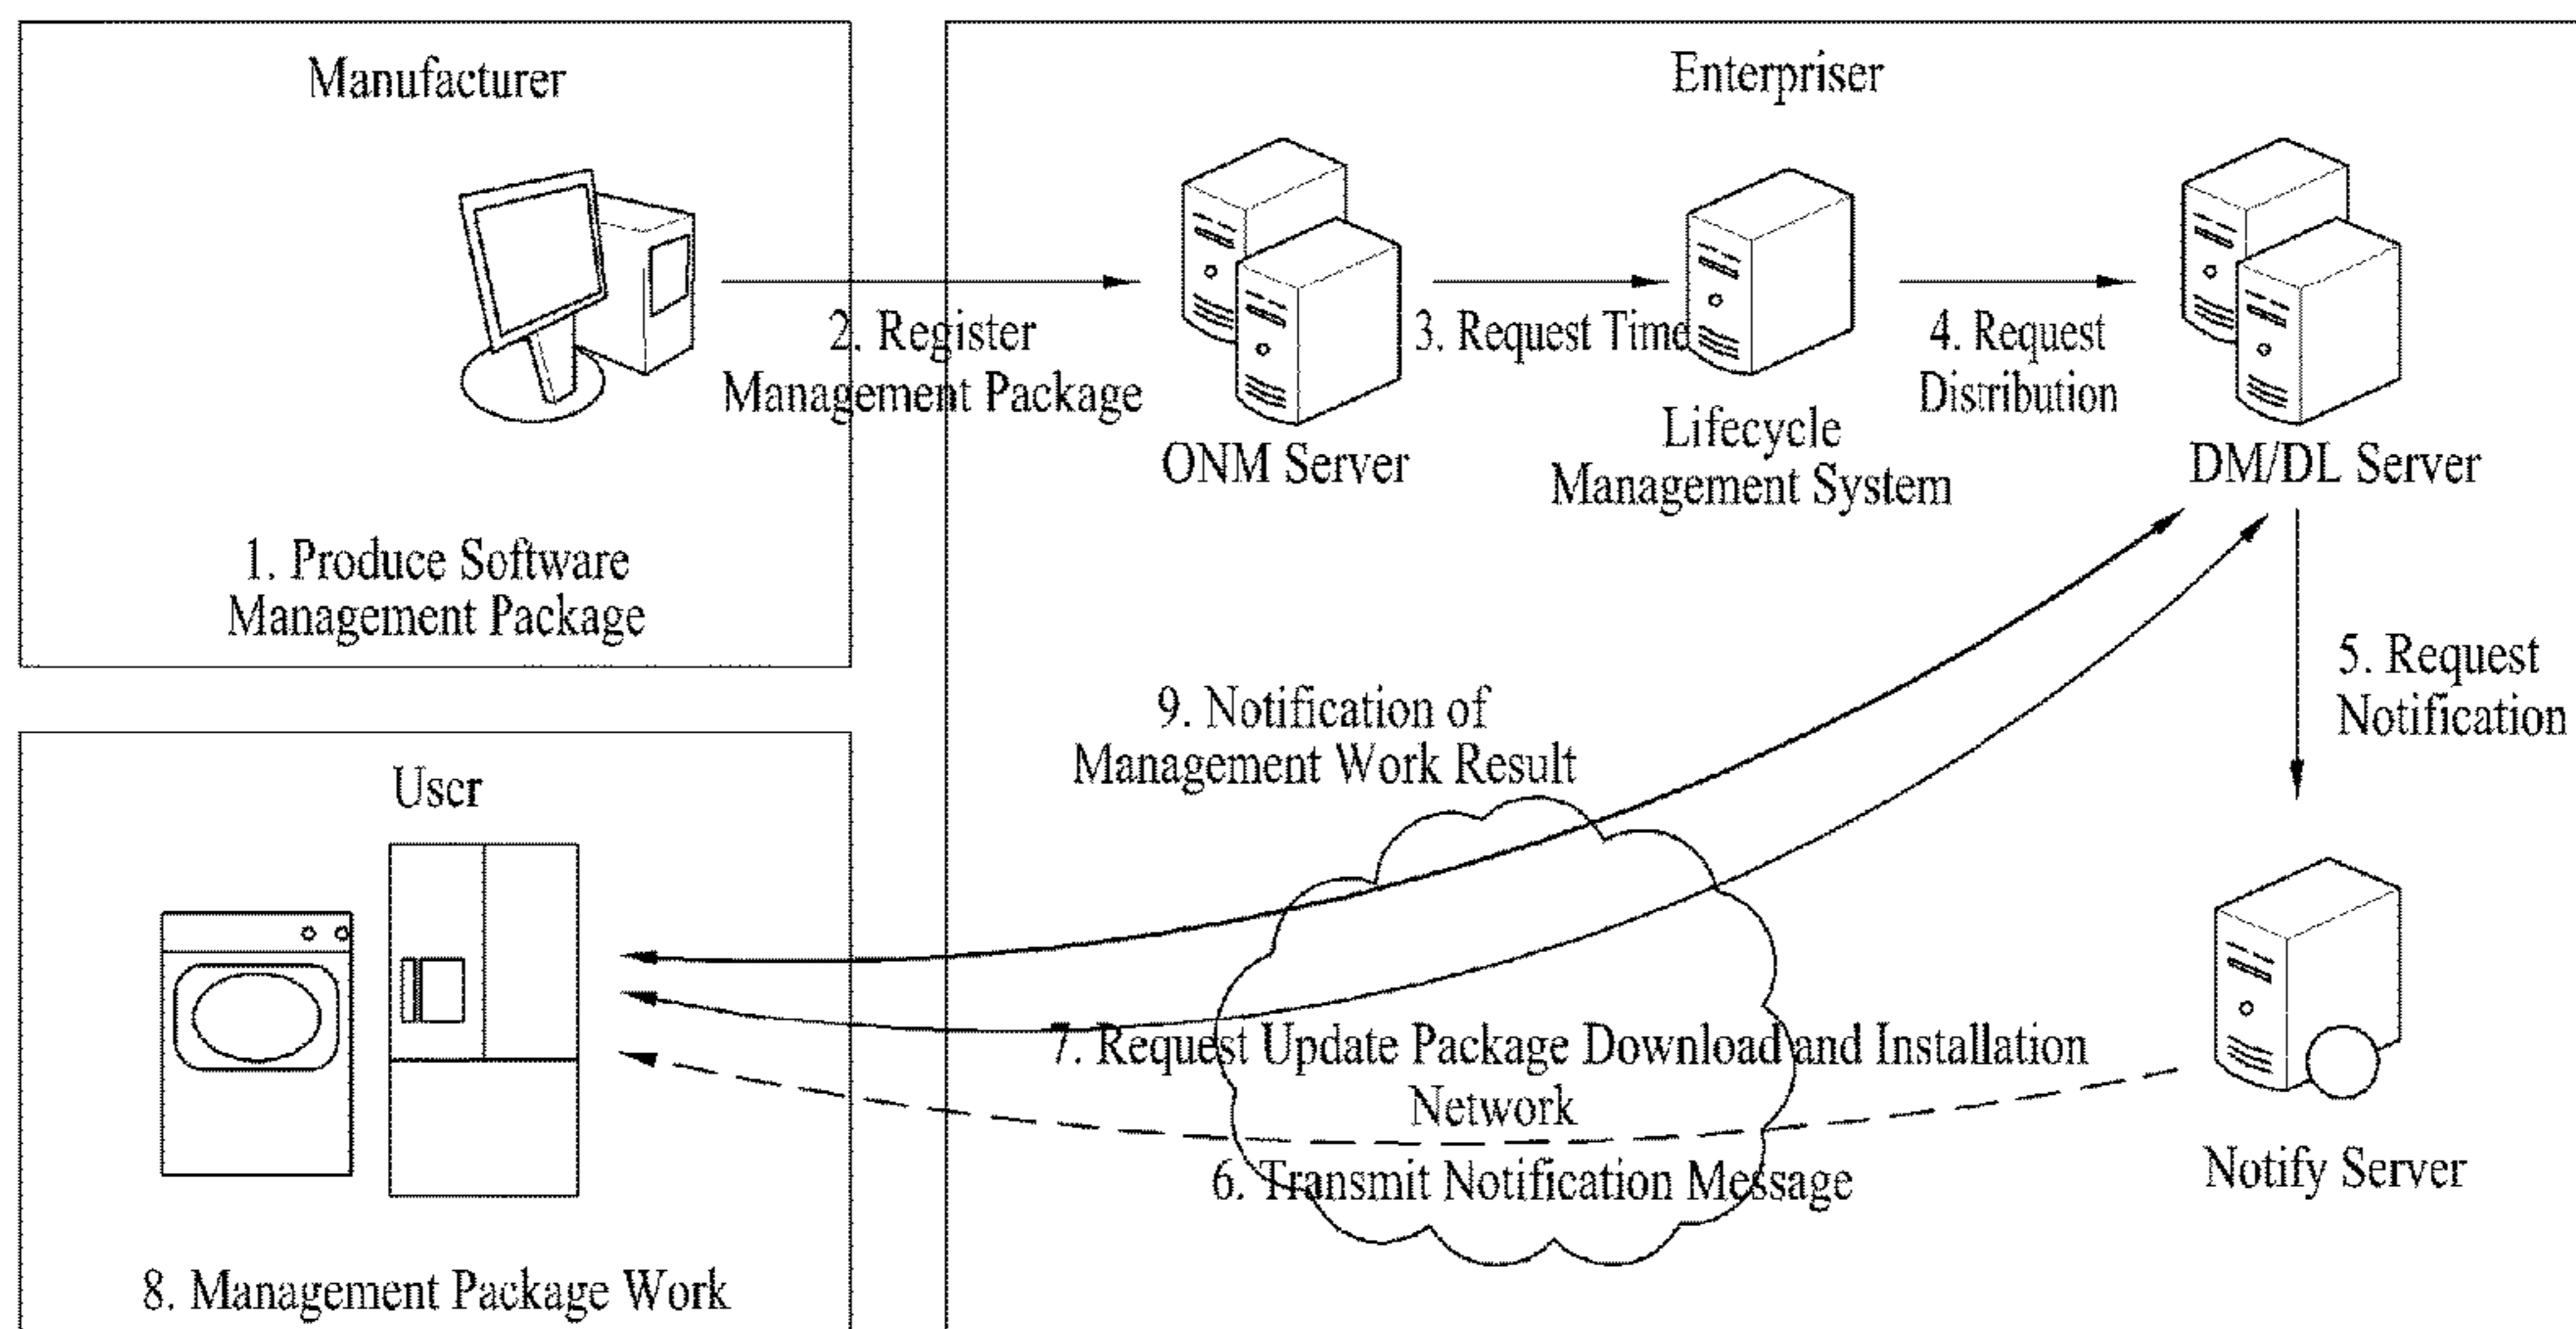 Manufacturer
1. Produce Software
Management Package
2. Register
Management Package
Enterpriser
ONM Server
3. Request Time
Lifecycle
Management System
4. Request
Distribution
DM/DL Server
5. Request
Notification
Notify Server
9. Notification of
Management Work Result
7. Request Update Package Download and Installation
Network
6. Transmit Notification Message
User
8. Management Package Work